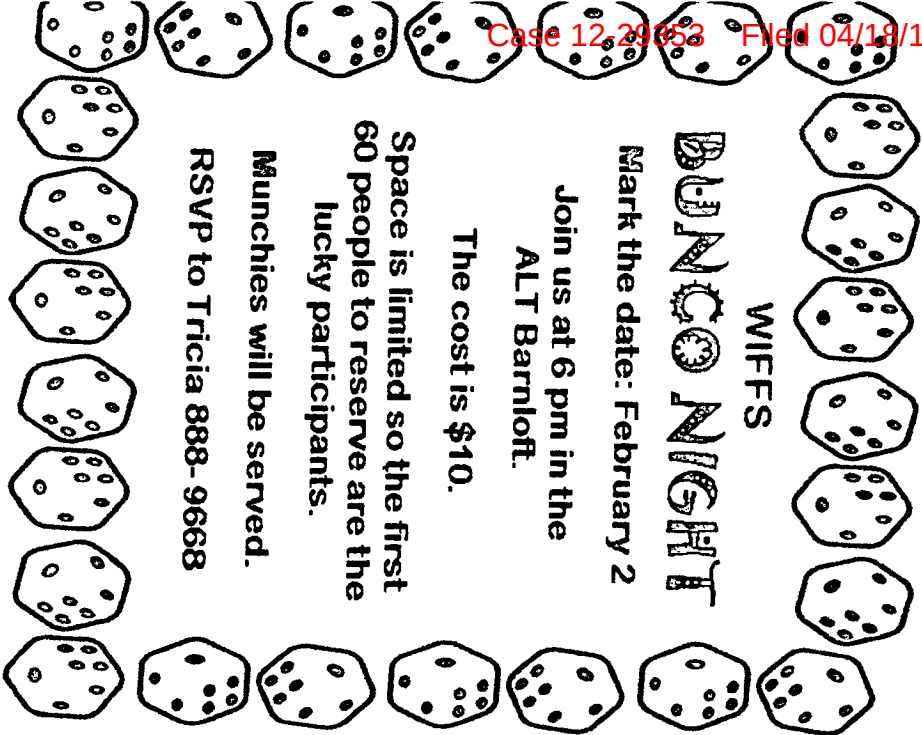 Case 12-29353 Filed 04/18/1
WIFFS
BUNCO NIGHT
Mark the date: February 2
Join us at 6 pm in the
ALT Barnloft.
The cost is $10.
Space is limited so the first
60 people to reserve are the
lucky participants.
Munchies will be served.
RSVP to Tricia 888-9668